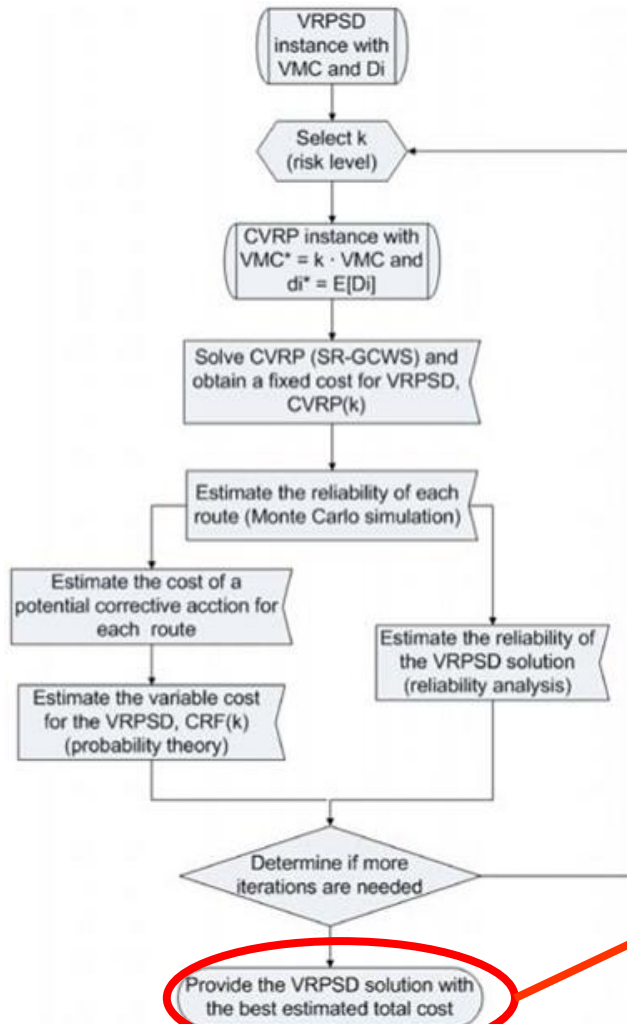 VRPSD
instance with
VMC and Di
Select k
(risk level)
CVRP instance with
VMC* = k · VMC and
di* = E[Di]
Solve CVRP (SR-GCWS) and
obtain a fixed cost for VRPSD,
CVRP(k)
Estimate the reliability of each
route (Monte Carlo simulation)
Estimate the cost of a
potential corrective acction for
each route
Estimate the reliability of
the VRPSD solution
(reliability analysis)
Estimate the variable cost
for the VRPSD, CRF(k)
(probability theory)
Determine if more
iterations are needed
Provide the VRPSD solution with
the best estimated total cost